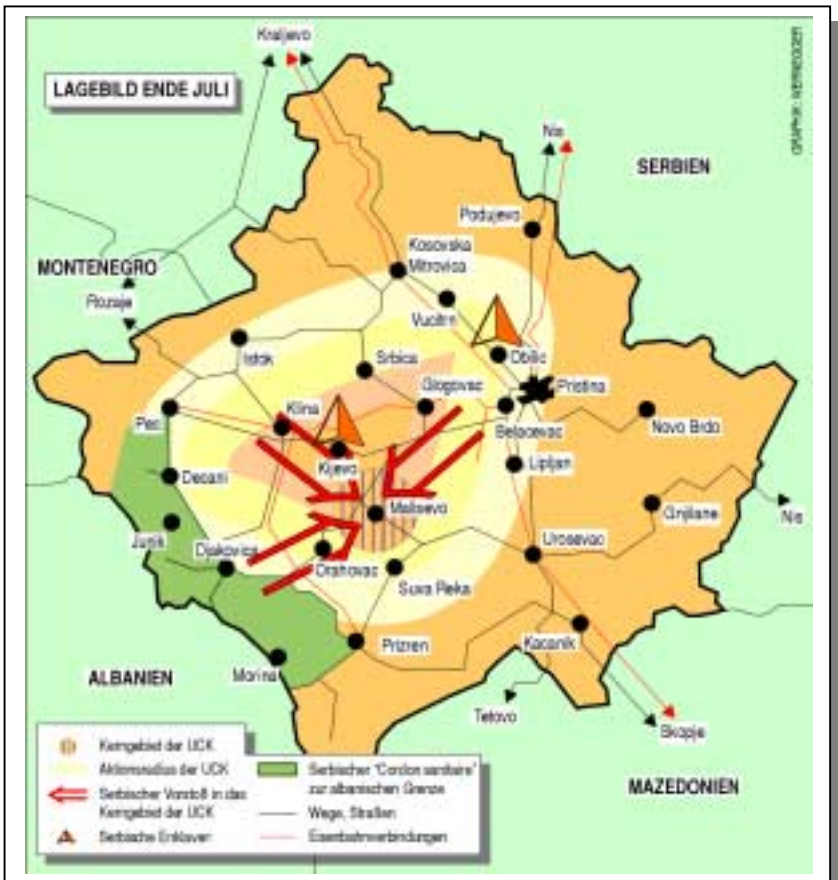 Kraljevo
LAGEBILD ENDE JULI
GRAPHIK: WERNEGGER
Nis
SERBIEN
Podujevo
Kosovska
Mitrovica
MONTENEGRO
Rozaje
Vucitrn
Istok
Srbica
Obilic
Pec
Klina
Glogovac
Pristina
Belacevac
Novo Brdo
Kijevo
Lipljan
Decani
Malisevo
Gnjilane
Nis
Junik
Djakovica
Orahovac
Urosevac
Suva Reka
Prizren
Kacanik
ALBANIEN
Morina
Tetovo
Skopje
MAZEDONIEN
Kerngebiet der UCK
Aktionsradius der UCK
Serbischer Vorstoß in das
Kerngebiet der UCK
Serbische Enklaven
Serbischer "Cordon sanitaire"
zur albanischen Grenze
Wege, Straßen
Eisenbahnverbindungen